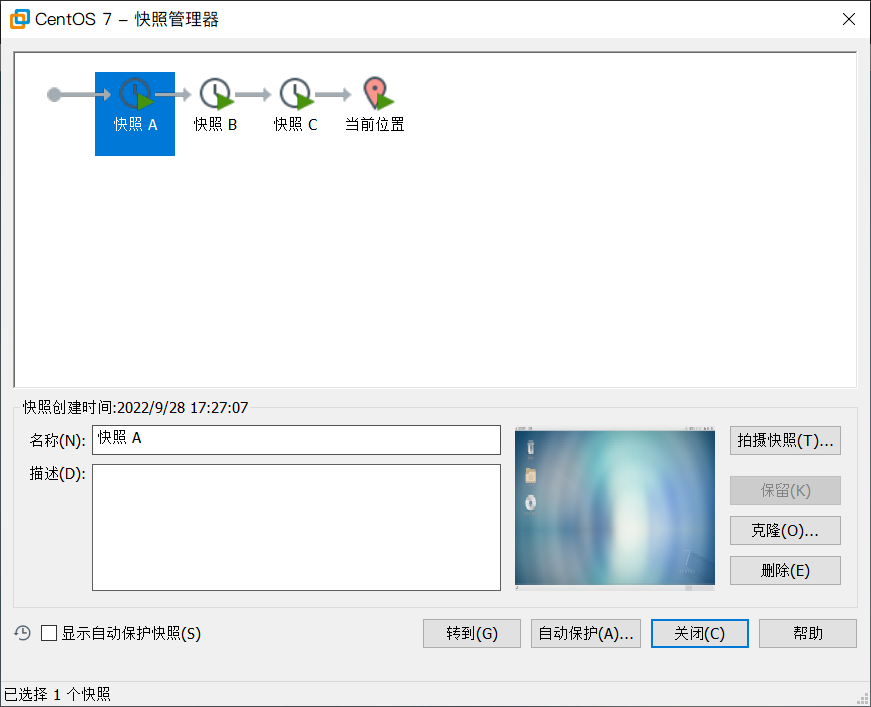 CentOS 7 – 快照管理器
快照 A
快照 B
快照 C
当前位置
快照创建时间:2022/9/28 17:27:07
名称(N):
快照 A
描述(D):
拍摄快照(T)...
保留(K)
克隆(O)...
删除(E)
显示自动保护快照(S)
转到(G)
自动保护(A)...
关闭(C)
帮助
已选择 1 个快照